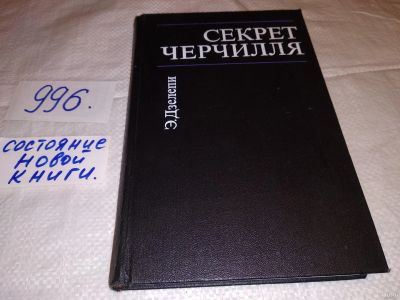 996.
состояние
новой
книги.
СЕКРЕТ
ЧЕРЧИЛЛЯ
Э.Дзелепи